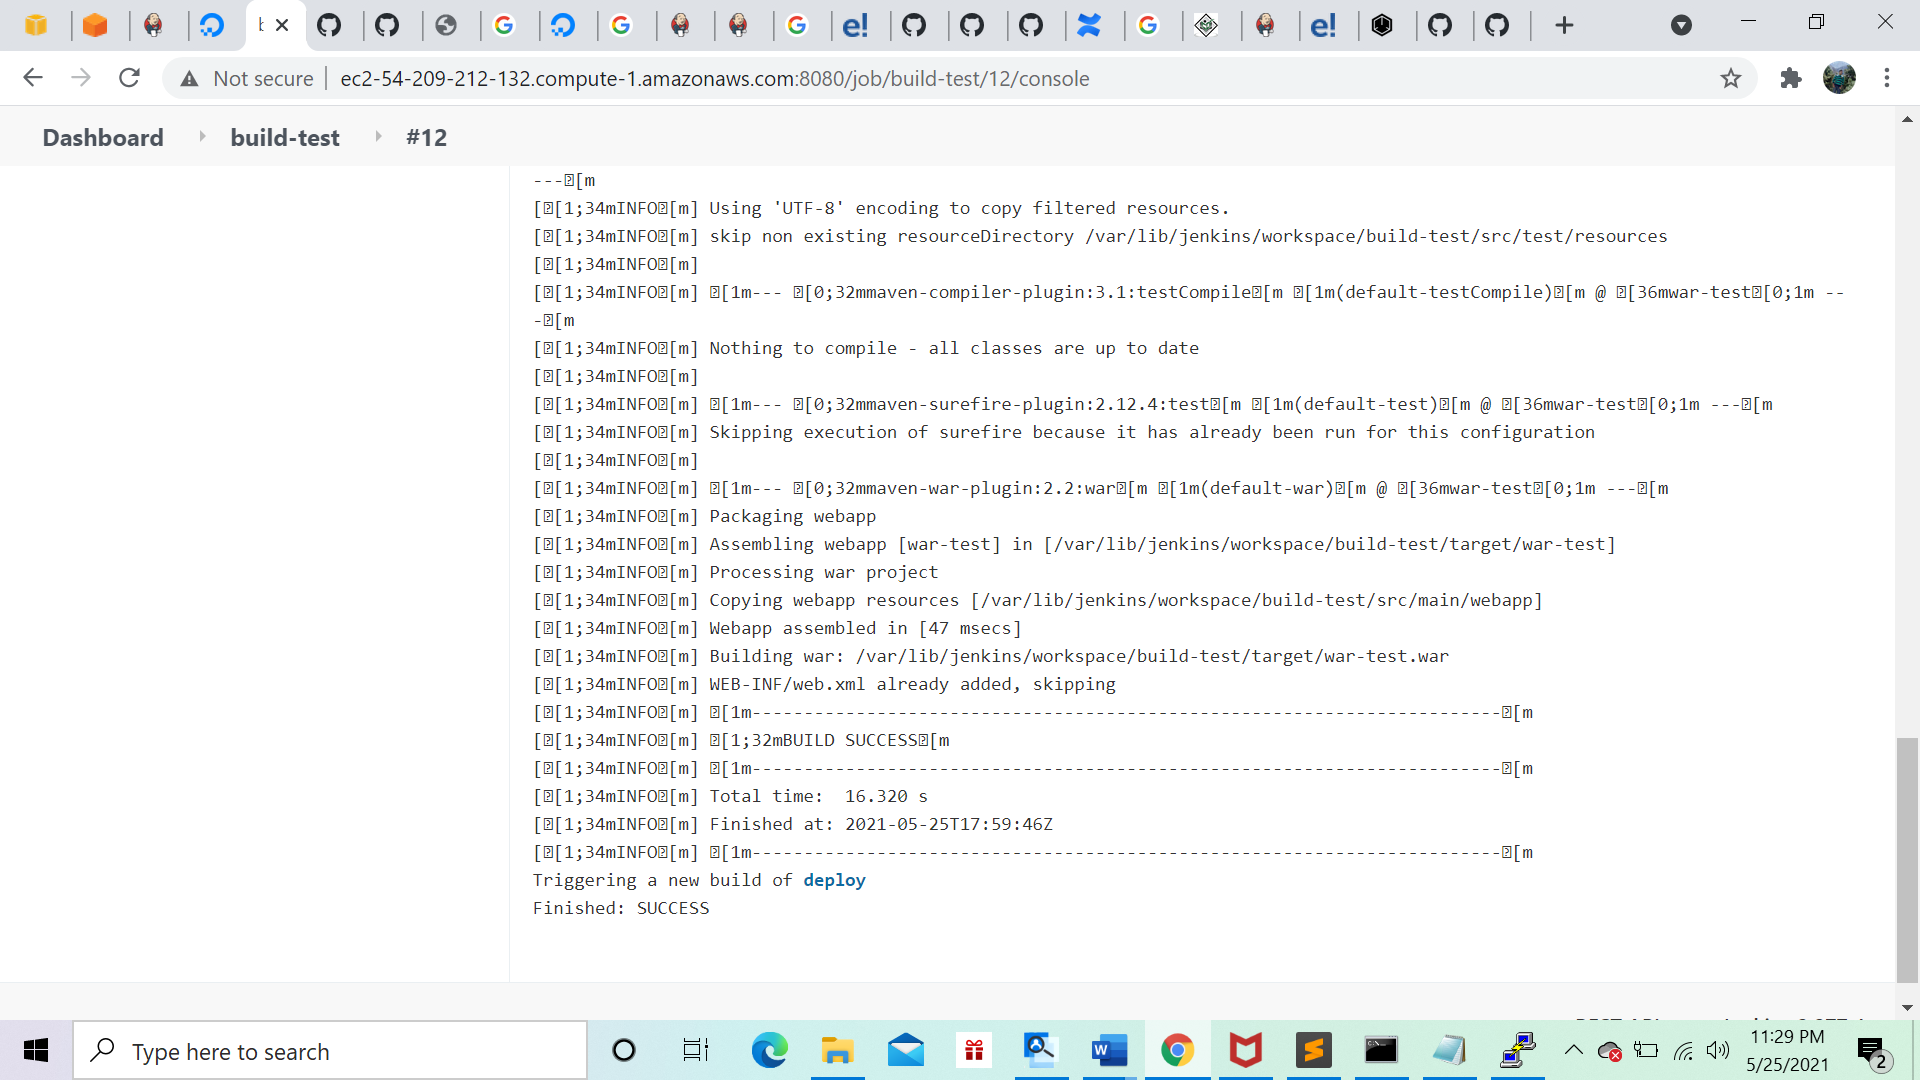 Not secure | ec2-54-209-212-132.compute-1.amazonaws.com:8080/job/build-test/12/console
Dashboard build-test #12
---[m
[[1;34mINFO[m] Using 'UTF-8' encoding to copy filtered resources.
[[1;34mINFO[m] skip non existing resourceDirectory /var/lib/jenkins/workspace/build-test/src/test/resources
[[1;34mINFO[m]
[[1;34mINFO[m] [1m--- [0;32mmaven-compiler-plugin:3.1:testCompile[m [1m(default-testCompile)[m @ [36mwar-test[0;1m --
-[m
[[1;34mINFO[m] Nothing to compile - all classes are up to date
[[1;34mINFO[m]
[[1;34mINFO[m] [1m--- [0;32mmaven-surefire-plugin:2.12.4:test[m [1m(default-test)[m @ [36mwar-test[0;1m ---[m
[[1;34mINFO[m] Skipping execution of surefire because it has already been run for this configuration
[[1;34mINFO[m]
[[1;34mINFO[m] [1m--- [0;32mmaven-war-plugin:2.2:war[m [1m(default-war)[m @ [36mwar-test[0;1m ---[m
[[1;34mINFO[m] Packaging webapp
[[1;34mINFO[m] Assembling webapp [war-test] in [/var/lib/jenkins/workspace/build-test/target/war-test]
[[1;34mINFO[m] Processing war project
[[1;34mINFO[m] Copying webapp resources [/var/lib/jenkins/workspace/build-test/src/main/webapp]
[[1;34mINFO[m] Webapp assembled in [47 msecs]
[[1;34mINFO[m] Building war: /var/lib/jenkins/workspace/build-test/target/war-test.war
[[1;34mINFO[m] WEB-INF/web.xml already added, skipping
[[1;34mINFO[m] [1m------------------------------------------------------------------------[m
[[1;34mINFO[m] [1;32mBUILD SUCCESS[m
[[1;34mINFO[m] [1m------------------------------------------------------------------------[m
[[1;34mINFO[m] Total time:  16.320 s
[[1;34mINFO[m] Finished at: 2021-05-25T17:59:46Z
[[1;34mINFO[m] [1m------------------------------------------------------------------------[m
Triggering a new build of deploy
Finished: SUCCESS
Type here to search
11:29 PM
5/25/2021
2